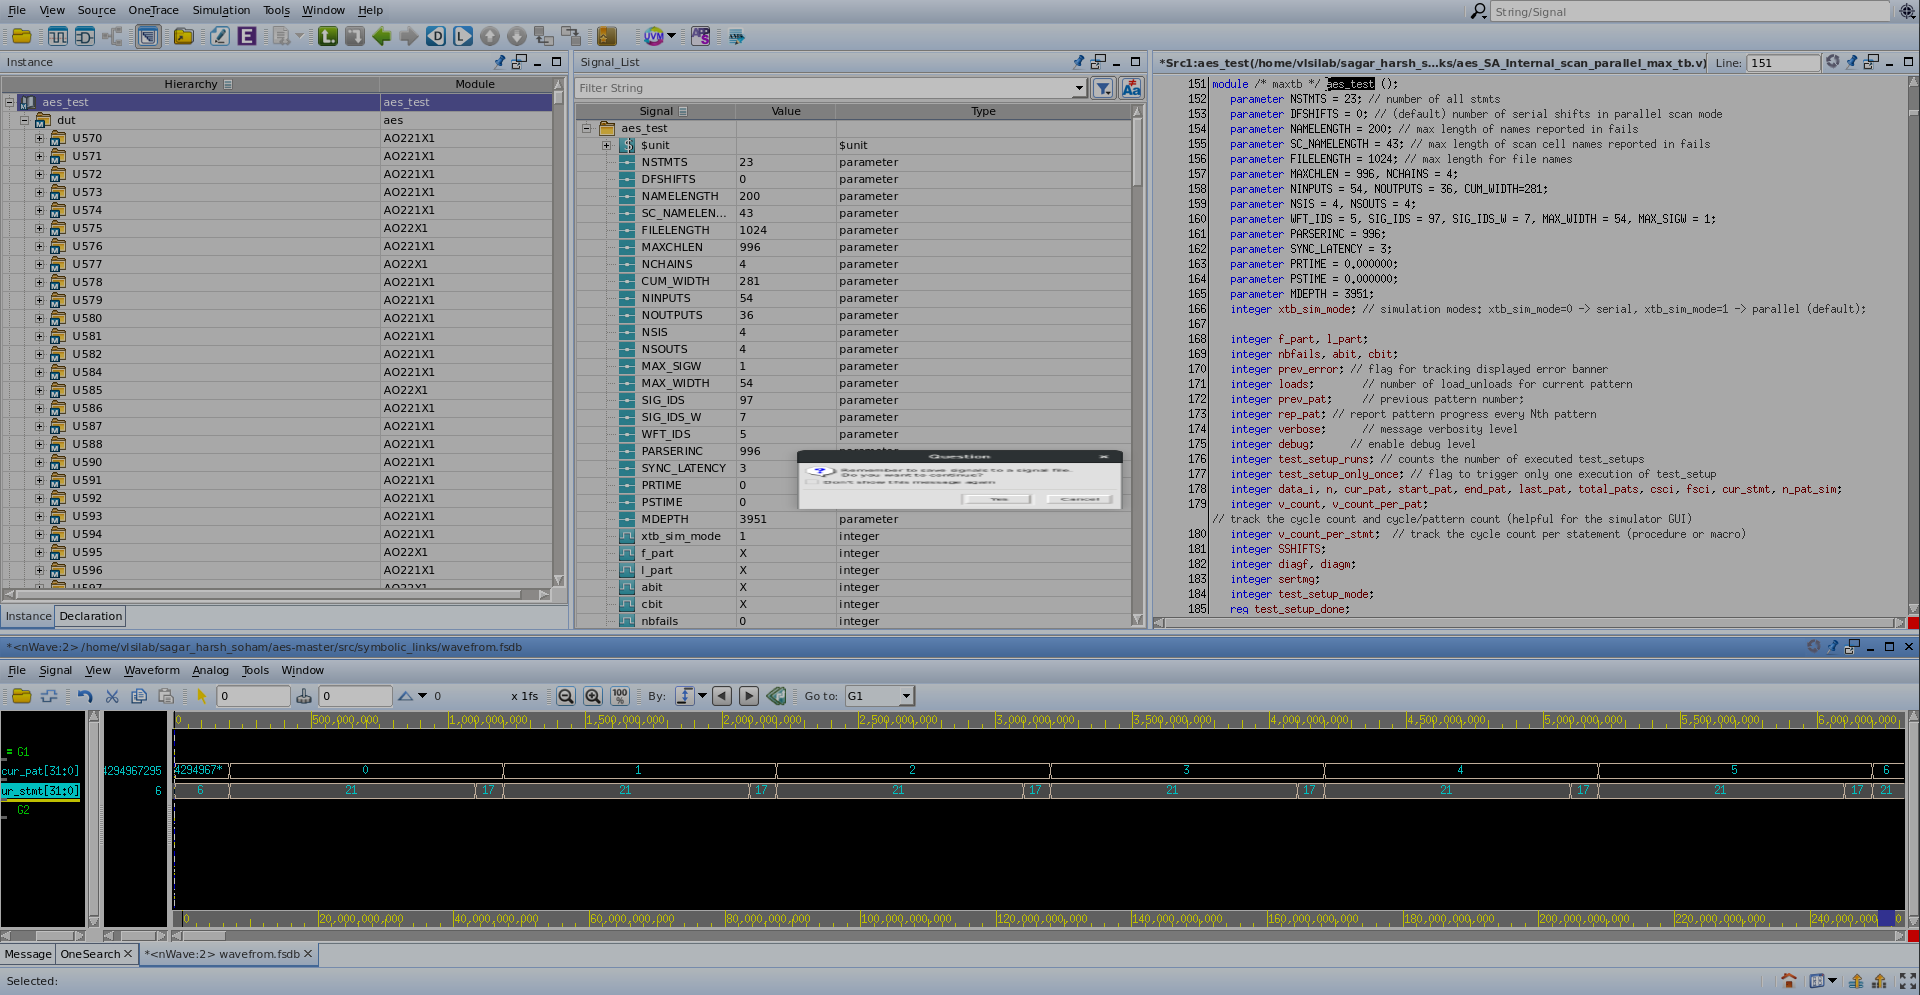 File View Source OneTrace Simulation Tools Window Help
String/Signal
Instance
Hierarchy Module
aes_test aes_test
dut aes
U570 AO221X1
U571 AO221X1
U572 AO221X1
U573 AO221X1
U574 AO221X1
U575 AO22X1
U576 AO221X1
U577 AO22X1
U578 AO221X1
U579 AO221X1
U580 AO221X1
U581 AO221X1
U582 AO221X1
U584 AO221X1
U585 AO22X1
U586 AO221X1
U587 AO221X1
U588 AO221X1
U590 AO221X1
U591 AO221X1
U592 AO221X1
U593 AO221X1
U594 AO221X1
U595 AO22X1
U596 AO221X1
U597 AO22X1
Instance Declaration
Signal_List
Filter String
Signal Value Type
aes_test
$unit $unit
NSTMTS 23 parameter
DFSHIFTS 0 parameter
NAMELENGTH 200 parameter
SC_NAMELEN... 43 parameter
FILELENGTH 1024 parameter
MAXCHLEN 996 parameter
NCHAINS 4 parameter
CUM_WIDTH 281 parameter
NINPUTS 54 parameter
NOUTPUTS 36 parameter
NSIS 4 parameter
NSOUTS 4 parameter
MAX_SIGW 1 parameter
MAX_WIDTH 54 parameter
SIG_IDS 97 parameter
SIG_IDS_W 7 parameter
WFT_IDS 5 parameter
PARSERINC 996
SYNC_LATENCY 3
PRTIME 0
PSTIME 0
MDEPTH 3951 parameter
xtb_sim_mode 1 integer
f_part X integer
l_part X integer
abit X integer
cbit X integer
nbfails 0 integer
Question
Remember to save signals to a signal file.
Do you want to continue?
Don't show this message again
Yes Cancel
*Src1:aes_test(/home/vlsilab/sagar_harsh_s...ks/aes_SA_Internal_scan_parallel_max_tb.v) Line: 151
151 module /* maxtb */ aes_test ();
152 parameter NSTMTS = 23; // number of all stmts
153 parameter DFSHIFTS = 0; // (default) number of serial shifts in parallel scan mode
154 parameter NAMELENGTH = 200; // max length of names reported in fails
155 parameter SC_NAMELENGTH = 43; // max length of scan cell names reported in fails
156 parameter FILELENGTH = 1024; // max length for file names
157 parameter MAXCHLEN = 996, NCHAINS = 4;
158 parameter NINPUTS = 54, NOUTPUTS = 36, CUM_WIDTH=281;
159 parameter NSIS = 4, NSOUTS = 4;
160 parameter WFT_IDS = 5, SIG_IDS = 97, SIG_IDS_W = 7, MAX_WIDTH = 54, MAX_SIGW = 1;
161 parameter PARSERINC = 996;
162 parameter SYNC_LATENCY = 3;
163 parameter PRTIME = 0.000000;
164 parameter PSTIME = 0.000000;
165 parameter MDEPTH = 3951;
166 integer xtb_sim_mode; // simulation modes: xtb_sim_mode=0 -> serial, xtb_sim_mode=1 -> parallel (default);
167
168 integer f_part, l_part;
169 integer nbfails, abit, cbit;
170 integer prev_error; // flag for tracking displayed error banner
171 integer loads; // number of load_unloads for current pattern
172 integer prev_pat; // previous pattern number;
173 integer rep_pat; // report pattern progress every Nth pattern
174 integer verbose; // message verbosity level
175 integer debug; // enable debug level
176 integer test_setup_runs; // counts the number of executed test_setups
177 integer test_setup_only_once; // flag to trigger only one execution of test_setup
178 integer data_i, n, cur_pat, start_pat, end_pat, last_pat, total_pats, csci, fsci, cur_stmt, n_pat_sim;
179 integer v_count, v_count_per_pat;
// track the cycle count and cycle/pattern count (helpful for the simulator GUI)
180 integer v_count_per_stmt; // track the cycle count per statement (procedure or macro)
181 integer SSHIFTS;
182 integer diagf, diagm;
183 integer sertmg;
184 integer test_setup_mode;
185 reg test_setup_done;
*<nWave:2> /home/vlsilab/sagar_harsh_soham/aes-master/src/symbolic_links/wavefrom.fsdb
File Signal View Waveform Analog Tools Window
0 0 0 x 1fs 100% By: Go to: G1
0 500,000,000 1,000,000,000 1,500,000,000 2,000,000,000 2,500,000,000 3,000,000,000 3,500,000,000 4,000,000,000 4,500,000,000 5,000,000,000 5,500,000,000 6,000,000,000
= G1
cur_pat[31:0] 4294967295 4294967* 0 1 2 3 4 5 6
ur_stmt[31:0] 6 6 21 17 21 17 21 17 21 17 21 17 21 17 21
G2
0 20,000,000,000 40,000,000,000 60,000,000,000 80,000,000,000 100,000,000,000 120,000,000,000 140,000,000,000 160,000,000,000 180,000,000,000 200,000,000,000 220,000,000,000 240,000,000 0
Message OneSearch *<nWave:2> wavefrom.fsdb
Selected: